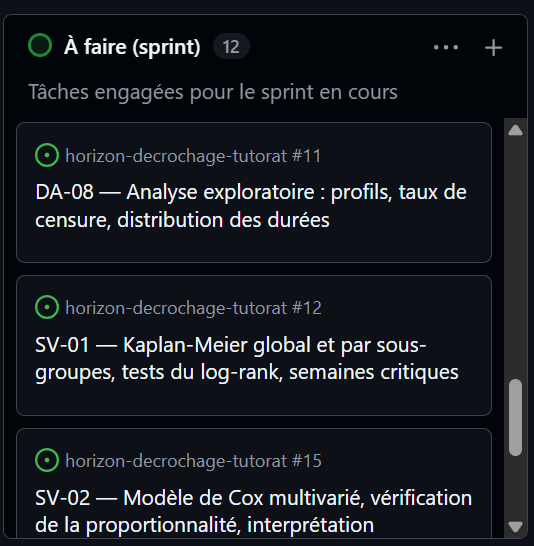 À faire (sprint) 12
Tâches engagées pour le sprint en cours
horizon-decrochage-tutorat #11
DA-08 — Analyse exploratoire : profils, taux de
censure, distribution des durées
horizon-decrochage-tutorat #12
SV-01 — Kaplan-Meier global et par sous-
groupes, tests du log-rank, semaines critiques
horizon-decrochage-tutorat #15
SV-02 — Modèle de Cox multivarié, vérification
de la proportionnalité, interprétation